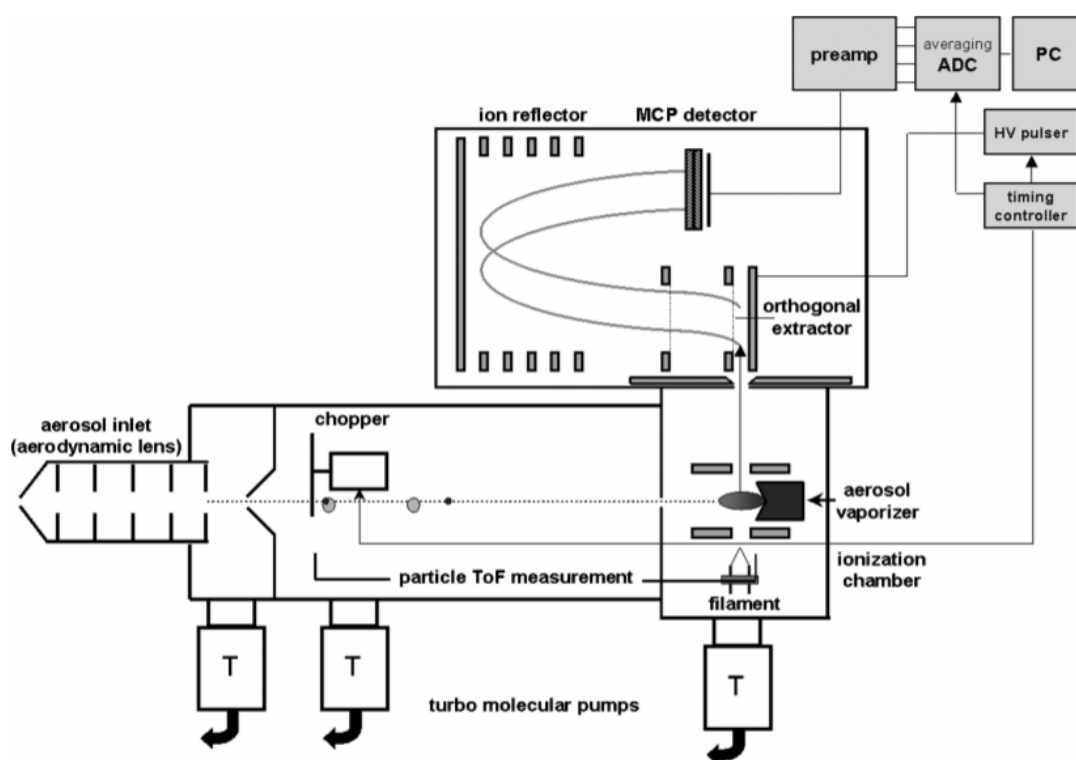 preamp
averaging
ADC
PC
ion reflector
MCP detector
HV pulser
timing
controller
orthogonal
extractor
aerosol inlet
(aerodynamic lens)
chopper
aerosol
vaporizer
particle ToF measurement
ionization
chamber
filament
T
T
T
turbo molecular pumps